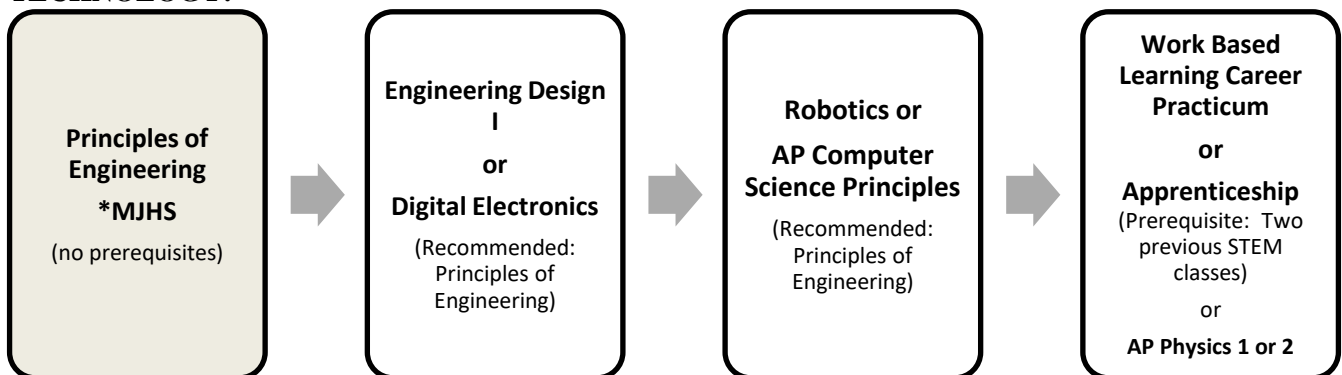 TECHNOLOGY:
Principles of
Engineering
*MJHS
(no prerequisites)
Engineering Design
I
or
Digital Electronics
(Recommended:
Principles of
Engineering)
Robotics or
AP Computer
Science Principles
(Recommended:
Principles of
Engineering)
Work Based
Learning Career
Practicum
or
Apprenticeship
(Prerequisite: Two
previous STEM
classes)
or
AP Physics 1 or 2